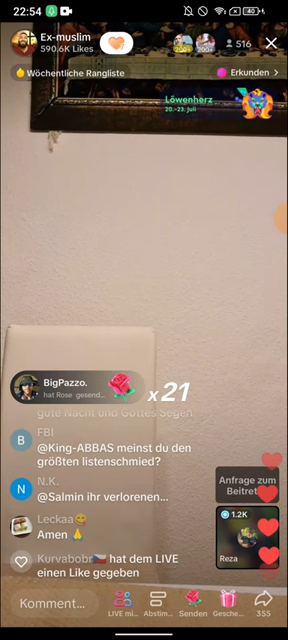 22:54
40
Ex-muslim
590.6K Likes
516
Wöchentliche Rangliste
Erkunden >
Löwenherz
20.-23. Juli
BigPazzo.
hat Rose gesend...
x21
gute Nacht und Gottes Segen
FBI
@King-ABBAS meinst du den
größten listenschmied?
N.K.
@Salmin ihr verlorenen...
Leckaa😋
Amen 🙏
Kurvabobr🇨🇿 hat dem LIVE
einen Like gegeben
Anfrage zum
Beitret
1.2K
Reza
Komment...
LIVE mi...
Abstim...
Senden
Gesche...
355